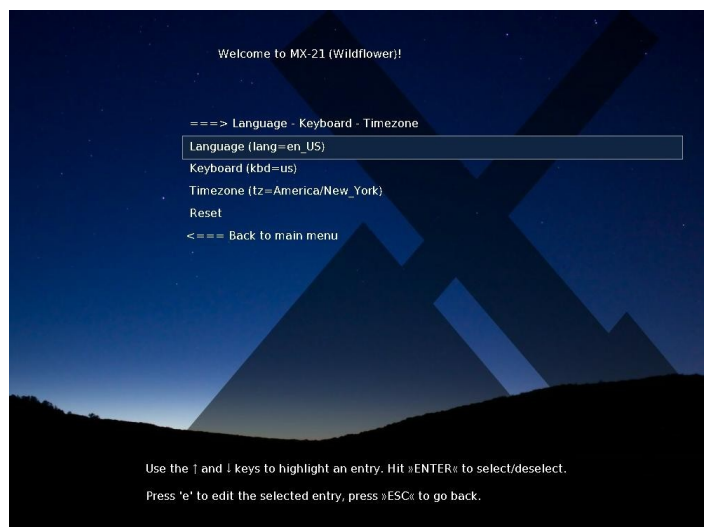 Welcome to MX-21 (Wildflower)!
===> Language - Keyboard - Timezone
Language (lang=en_US)
Keyboard (kbd=us)
Timezone (tz=America/New_York)
Reset
<=== Back to main menu
Use the ↑ and ↓ keys to highlight an entry. Hit »ENTER« to select/deselect.
Press 'e' to edit the selected entry, press »ESC« to go back.